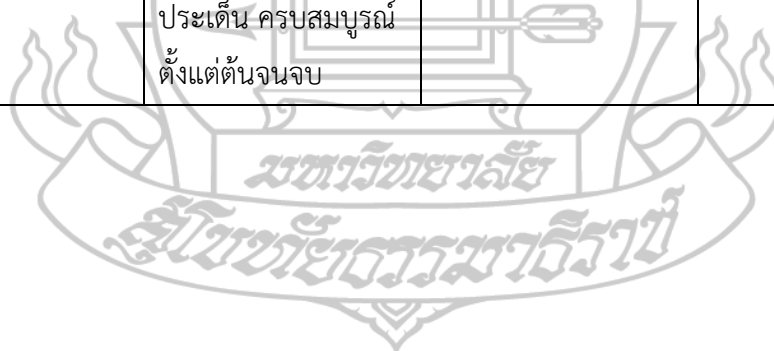 ประเด็น ครบสมบูรณ์
ตั้งแต่ต้นจนจบ
มหาวิทยาลัย
สุโขทัยธรรมาธิราช